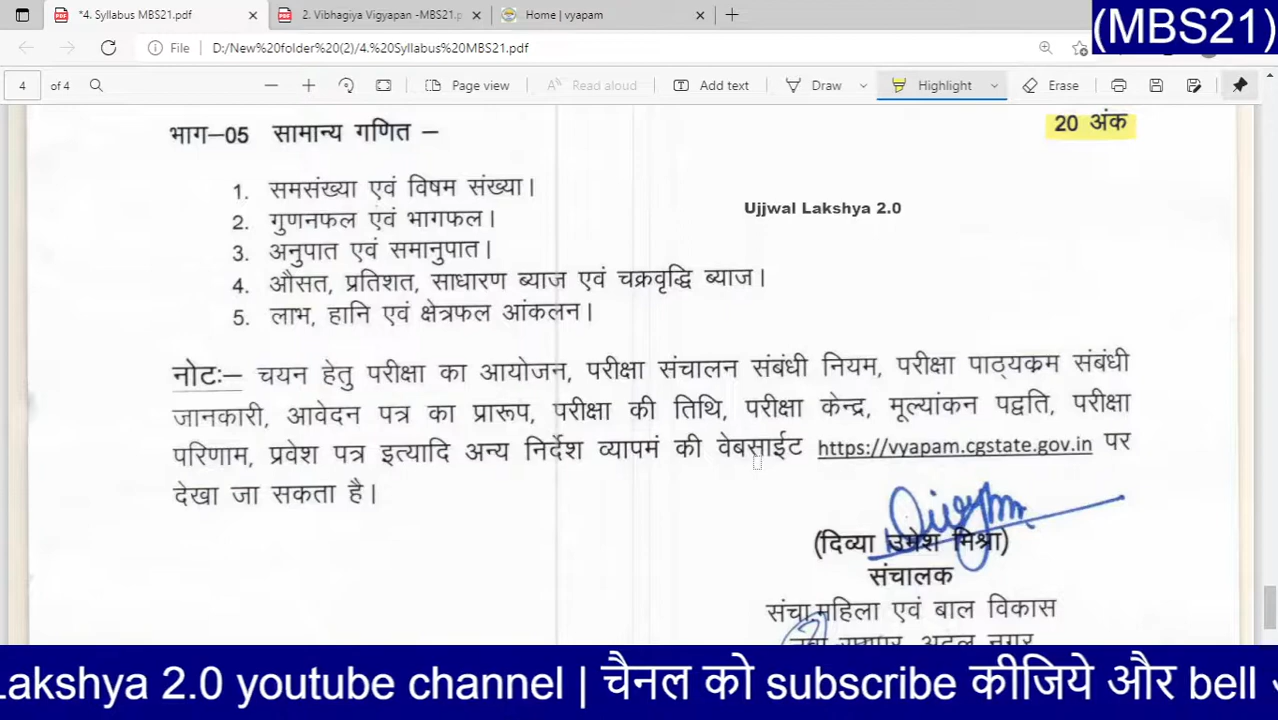 *4. Syllabus MBS21.pdf
2. Vibhagiya Vigyapan -MBS21.p
Home | vyapam
(MBS21)
File D:/New%20folder%20(2)/4.%20Syllabus%20MBS21.pdf
4 of 4 Page view Read aloud Add text Draw Highlight Erase
भाग–05 सामान्य गणित – 20 अंक
1. समसंख्या एवं विषम संख्या।
Ujjwal Lakshya 2.0
2. गुणनफल एवं भागफल।
3. अनुपात एवं समानुपात।
4. औसत, प्रतिशत, साधारण ब्याज एवं चक्रवृद्धि ब्याज।
5. लाभ, हानि एवं क्षेत्रफल आंकलन।
नोटः– चयन हेतु परीक्षा का आयोजन, परीक्षा संचालन संबंधी नियम, परीक्षा पाठ्यक्रम संबंधी
जानकारी, आवेदन पत्र का प्रारूप, परीक्षा की तिथि, परीक्षा केन्द्र, मूल्यांकन पद्वति, परीक्षा
परिणाम, प्रवेश पत्र इत्यादि अन्य निर्देश व्यापमं की वेबसाईट https://vyapam.cgstate.gov.in पर
देखा जा सकता है।
(दिव्या उमेश मिश्रा)
संचालक
संचा महिला एवं बाल विकास
अटल नगर
Lakshya 2.0 youtube channel | चैनल को subscribe कीजिये और bell